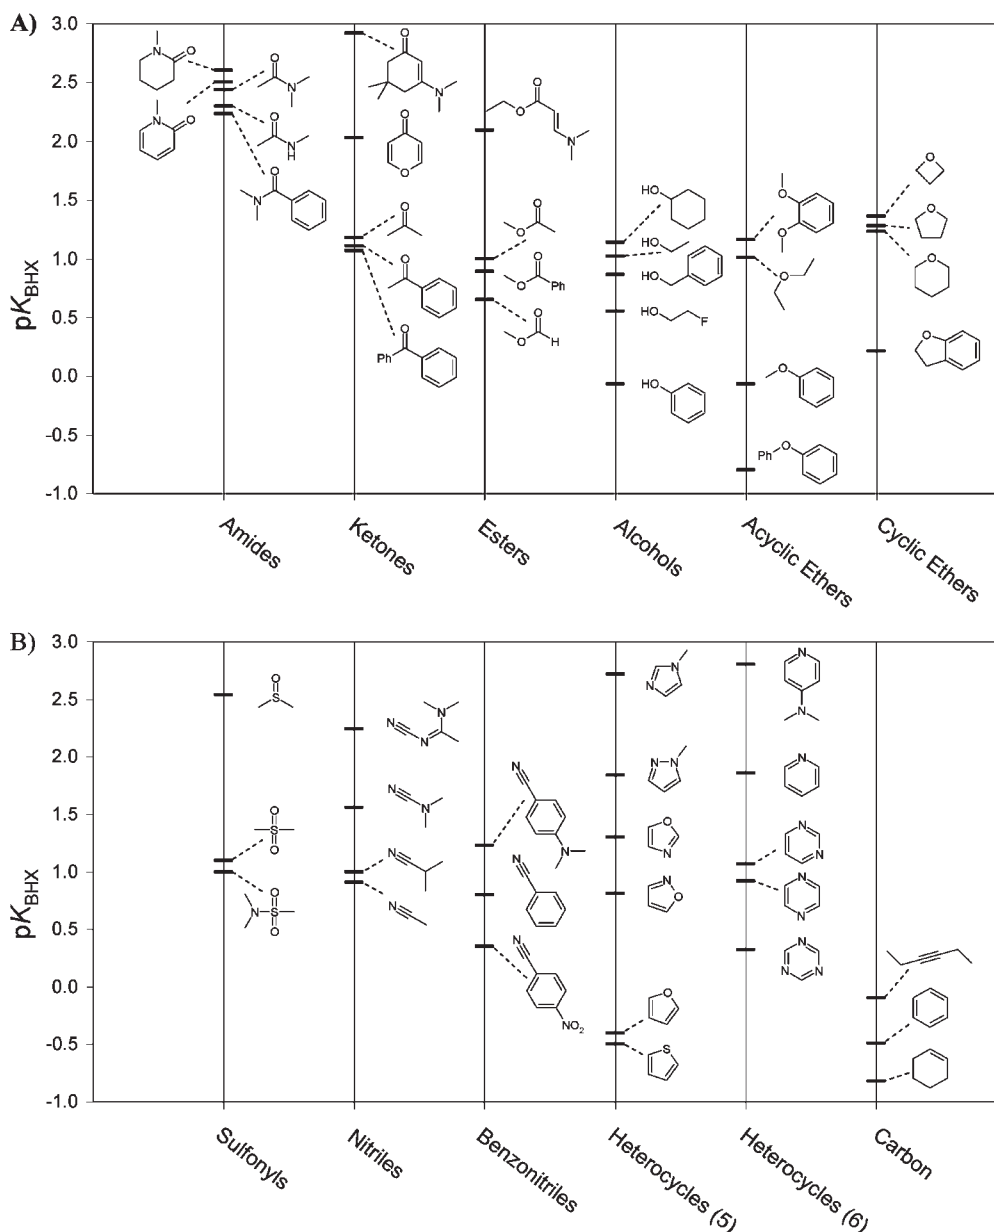 A)
3.0
N O
O
O
2.5
N
N
O
N O
O
O
2.0
O
N
N
H
O
N
O
1.5
O
HO
O
O
O
O
O
HO
O
1.0
O
HO
O
O
Ph
O
0.5
O
HO
F
O
H
O
Ph
O
0.0
HO
O
-0.5
Ph O
-1.0
pKBHX
Amides
Ketones
Esters
Alcohols
Acyclic Ethers
Cyclic Ethers
B)
3.0
N
N
2.5
O
S
N
N
N
N
N
2.0
N
N
N
N
1.5
N
N
N
O
N
O
S
O
N
N
N
N
1.0
N
N
O
N S
O
N
N
O
N
N
0.5
N
N
N N
0.0
NO2
O
-0.5
S
-1.0
pKBHX
Sulfonyls
Nitriles
Benzonitriles
Heterocycles (5)
Heterocycles (6)
Carbon